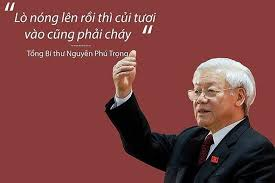 “ Lò nóng lên rồi thì củi tươi
vào cũng phải cháy ”
Tổng Bí thư Nguyễn Phú Trọng